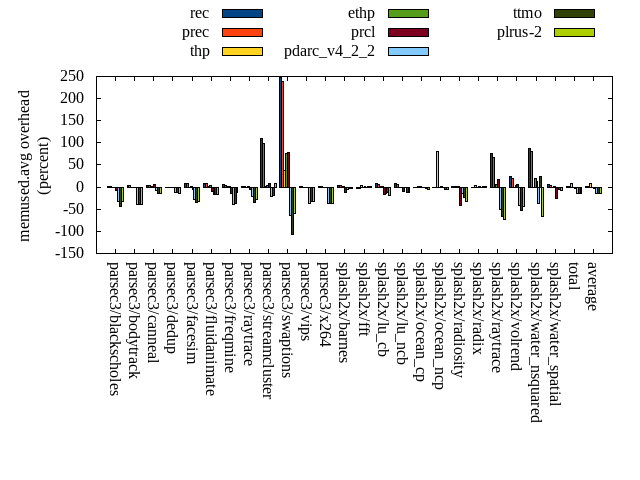 rec
prec
thp
ethp
prcl
pdarc_v4_2_2
ttmo
plrus-2
memused.avg overhead
(percent)
250
200
150
100
50
0
-50
-100
-150
parsec3/blackscholes
parsec3/bodytrack
parsec3/canneal
parsec3/dedup
parsec3/facesim
parsec3/fluidanimate
parsec3/freqmine
parsec3/raytrace
parsec3/streamcluster
parsec3/swaptions
parsec3/vips
parsec3/x264
splash2x/barnes
splash2x/fft
splash2x/lu_cb
splash2x/lu_ncb
splash2x/ocean_cp
splash2x/ocean_ncp
splash2x/radiosity
splash2x/radix
splash2x/raytrace
splash2x/volrend
splash2x/water_nsquared
splash2x/water_spatial
total
average